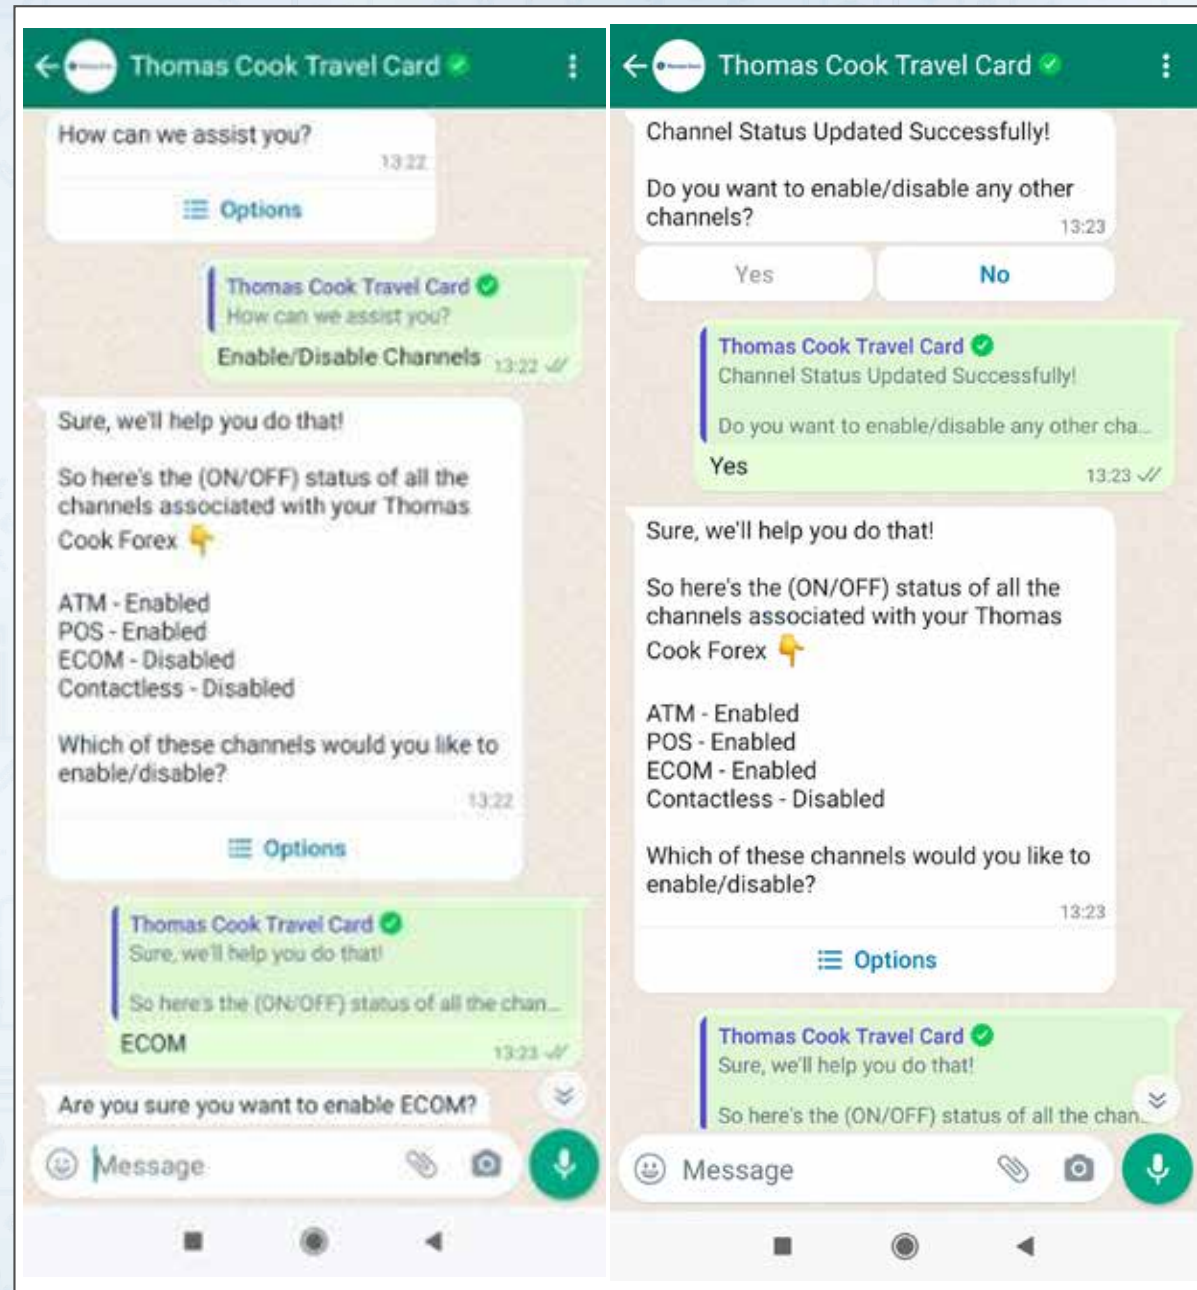 Thomas Cook Travel Card
How can we assist you?
13:22
Options
Thomas Cook Travel Card
How can we assist you?
Enable/Disable Channels 13:22
Sure, we'll help you do that!
So here's the (ON/OFF) status of all the
channels associated with your Thomas
Cook Forex 👇
ATM - Enabled
POS - Enabled
ECOM - Disabled
Contactless - Disabled
Which of these channels would you like to
enable/disable?
13:22
Options
Thomas Cook Travel Card
Sure, we'll help you do that!
So here's the (ON/OFF) status of all the chan...
ECOM 13:23
Are you sure you want to enable ECOM?
Message
Thomas Cook Travel Card
Channel Status Updated Successfully!
Do you want to enable/disable any other
channels?
13:23
Yes No
Thomas Cook Travel Card
Channel Status Updated Successfully!
Do you want to enable/disable any other cha...
Yes 13:23
Sure, we'll help you do that!
So here's the (ON/OFF) status of all the
channels associated with your Thomas
Cook Forex 👇
ATM - Enabled
POS - Enabled
ECOM - Enabled
Contactless - Disabled
Which of these channels would you like to
enable/disable?
13:23
Options
Thomas Cook Travel Card
Sure, we'll help you do that!
So here's the (ON/OFF) status of all the chan...
Message